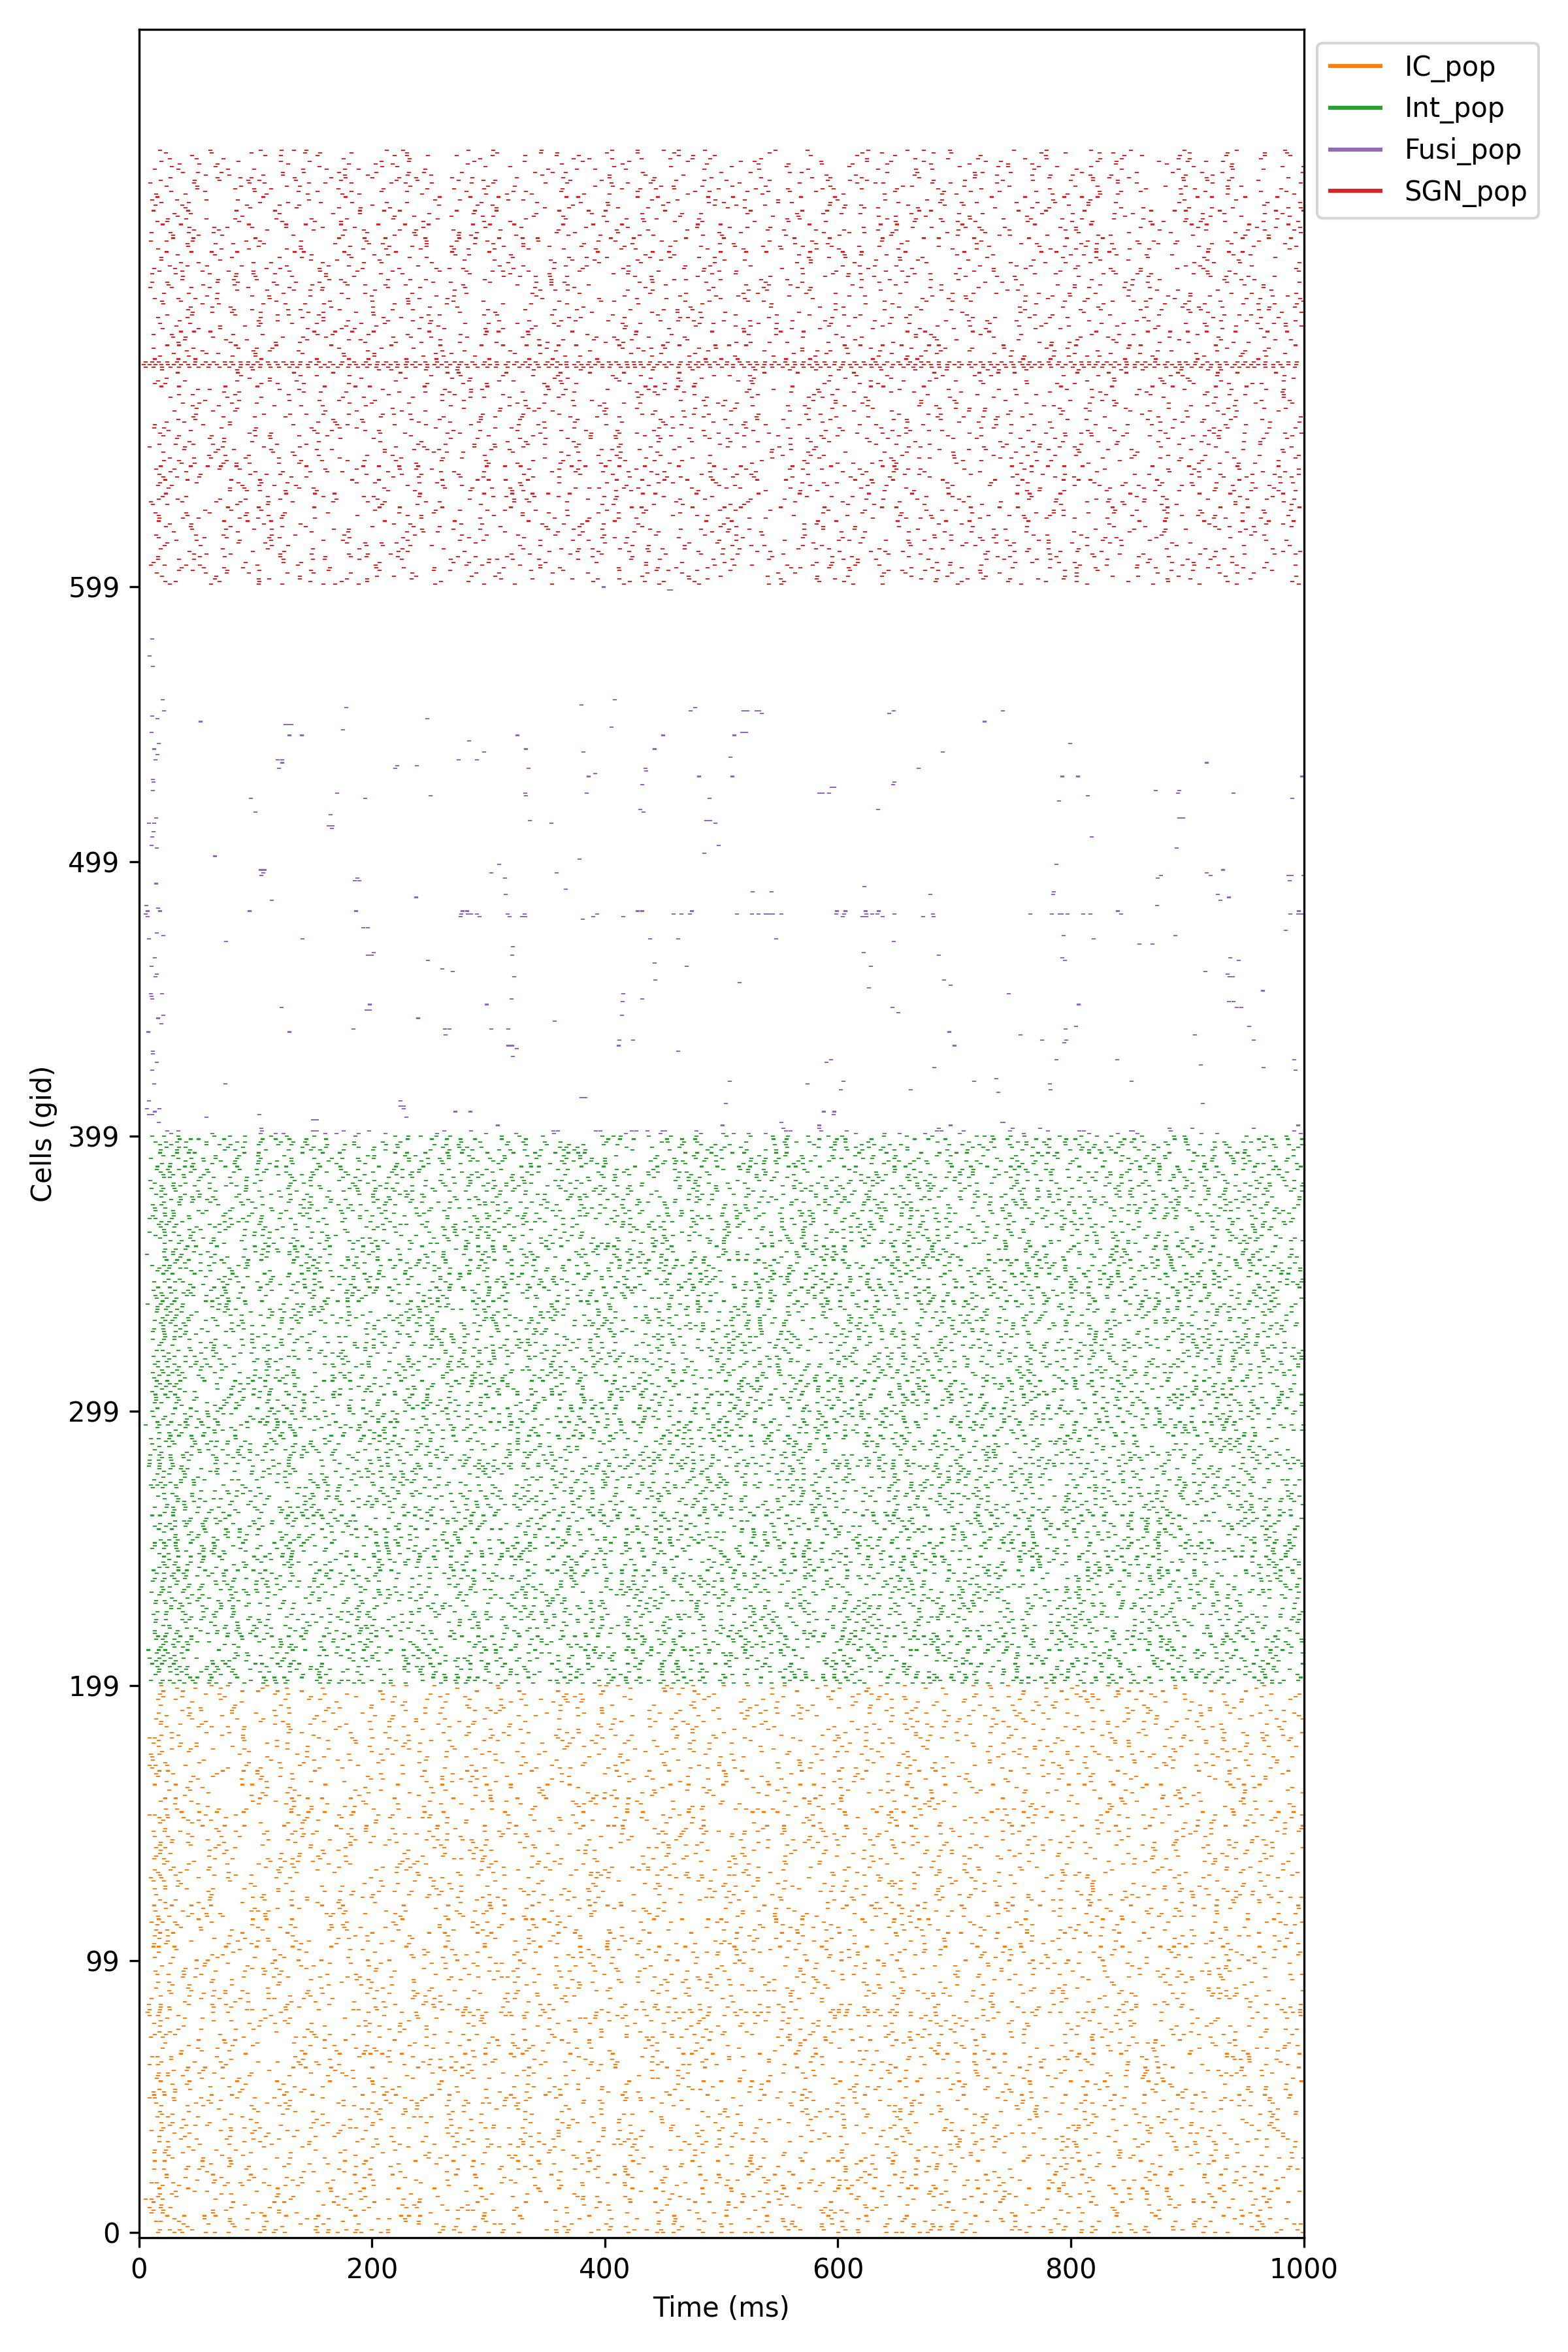 IC_pop
Int_pop
Fusi_pop
SGN_pop
599
499
399
299
199
99
0
Cells (gid)
0 200 400 600 800 1000
Time (ms)